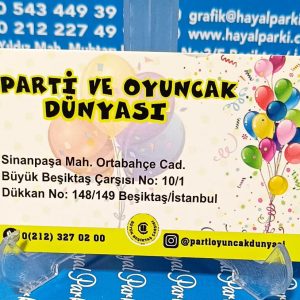 0 543 449 39
0 212 227 49
grafik@hayalparki.c
www.hayalparki.c
PARTİ VE OYUNCAK
DÜNYASI
Sinanpaşa Mah. Ortabahçe Cad.
Büyük Beşiktaş Çarşısı No: 10/1
Dükkan No: 148/149 Beşiktaş/İstanbul
0(212) 327 02 00
@partioyuncakdunyasi